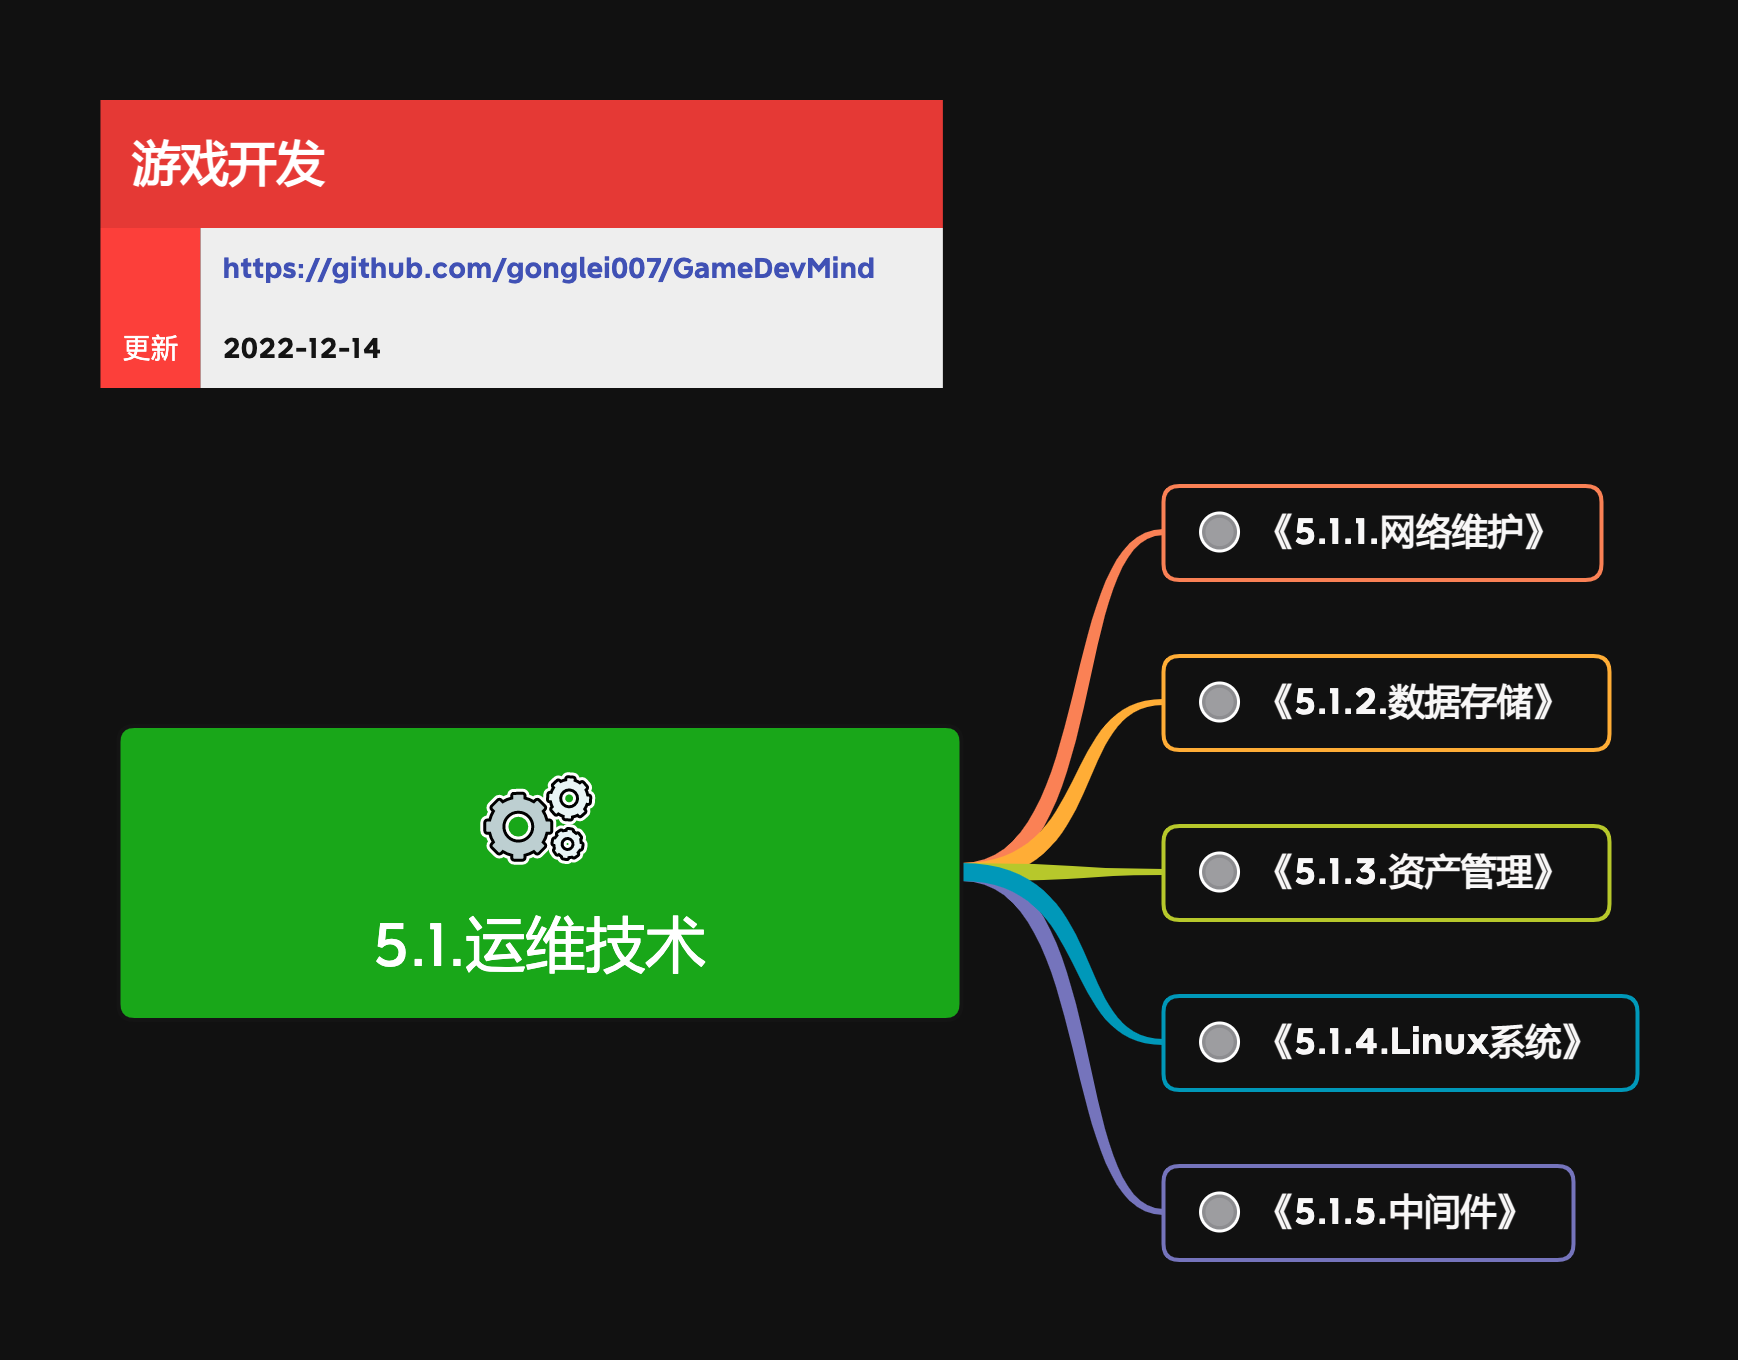 游戏开发
https://github.com/gonglei007/GameDevMind
更新 2022-12-14
《5.1.1.网络维护》
《5.1.2.数据存储》
5.1.运维技术
《5.1.3.资产管理》
《5.1.4.Linux系统》
《5.1.5.中间件》